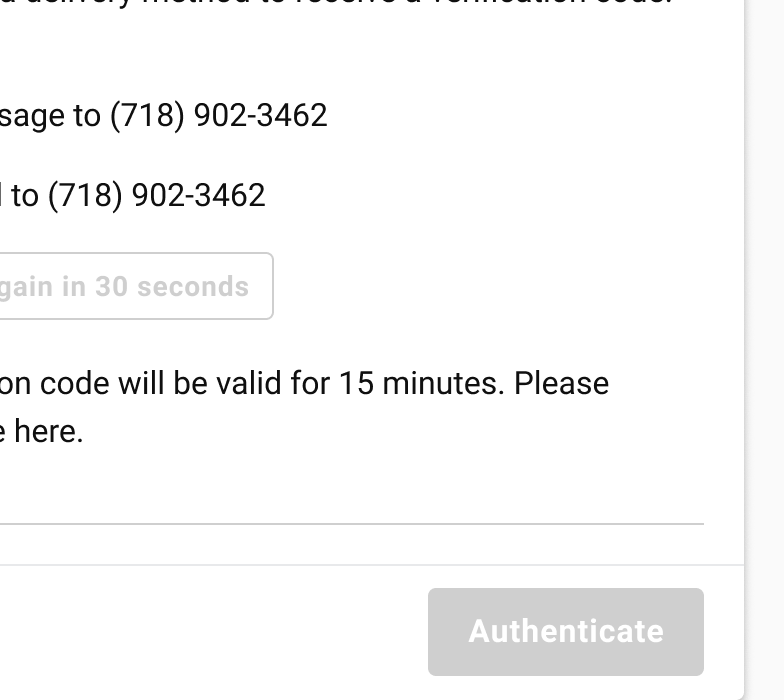 a delivery method to receive a verification code.
sage to (718) 902-3462
to (718) 902-3462
gain in 30 seconds
on code will be valid for 15 minutes. Please
e here.
Authenticate